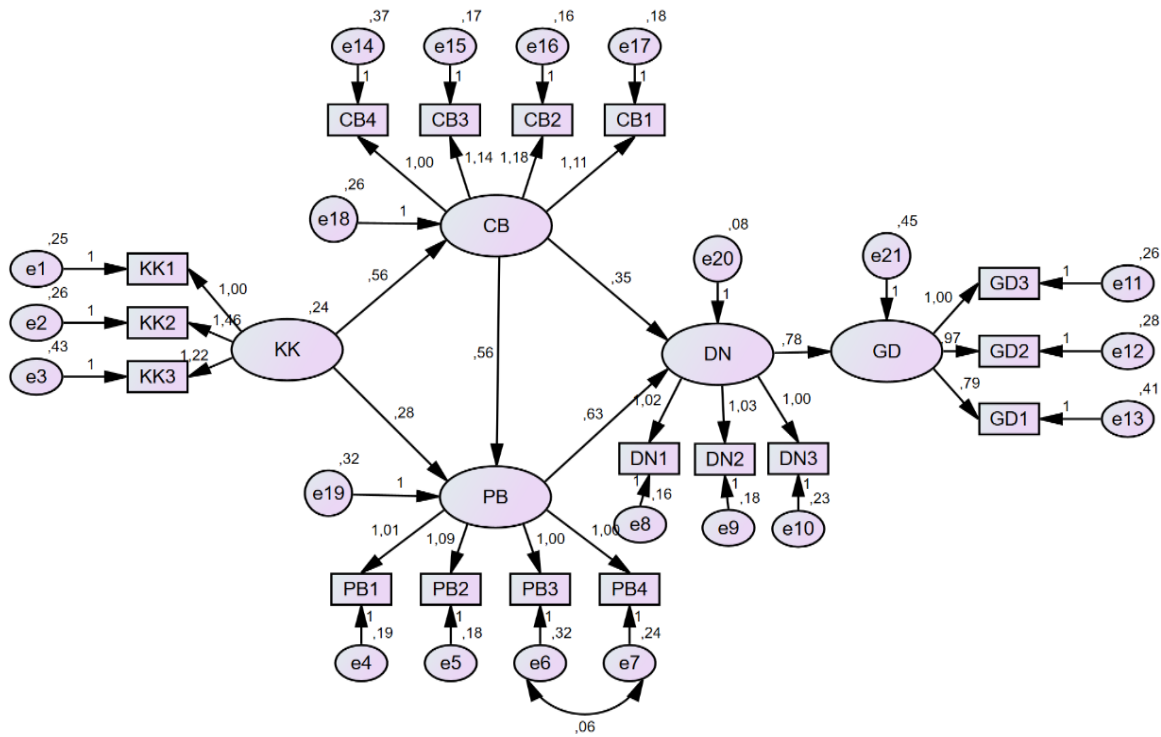 ,37 ,17 ,16 ,18
e14 e15 e16 e17
1 1 1 1
CB4 CB3 CB2 CB1
1,00 1,14 1,18 1,11
,26
e18 1 CB
,25
e1 1 KK1
1,00
,26
e2 1 KK2
1,46
,43
e3 1 KK3
1,22
,24
KK
,56
,28
,56
,35
,63
,08
e20
1
DN
,78
,45
e21
1
GD
1,00 GD3 1 e11 ,26
,97 GD2 1 e12 ,28
,79 GD1 1 e13 ,41
1,02 1,03 1,00
DN1 DN2 DN3
1 ,16 1 ,18 1 ,23
e8 e9 e10
,32
e19 1 PB
1,01 1,09 1,00 1,00
PB1 PB2 PB3 PB4
1 ,19 1 ,18 1 ,32 1 ,24
e4 e5 e6 e7
,06